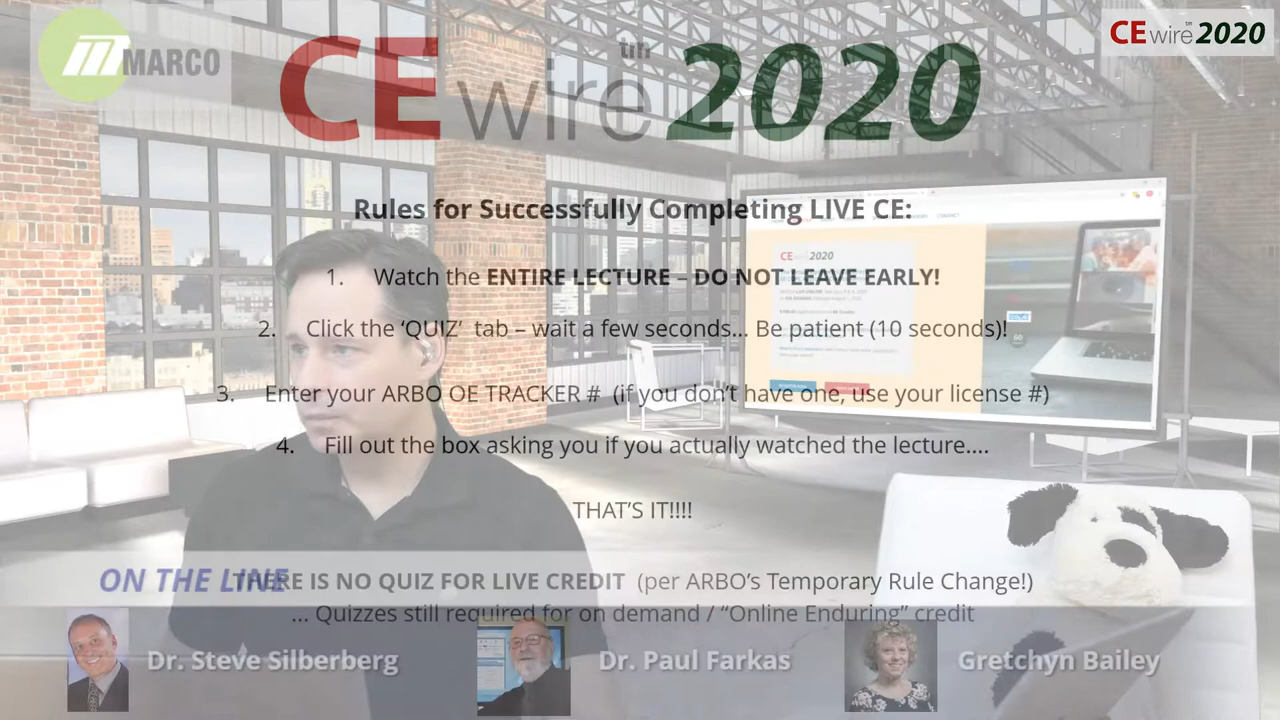 MARCO
CE wire™ 2020
CE wire tm 2020
Rules for Successfully Completing LIVE CE:
CE wire 2020
1. Watch the ENTIRE LECTURE – DO NOT LEAVE EARLY!
2. Click the ‘QUIZ’ tab – wait a few seconds... Be patient (10 seconds)!
3. Enter your ARBO OE TRACKER # (if you don’t have one, use your license #)
4. Fill out the box asking you if you actually watched the lecture....
THAT’S IT!!!!
ON THE LINE
THERE IS NO QUIZ FOR LIVE CREDIT (per ARBO’s Temporary Rule Change!)
... Quizzes still required for on demand / “Online Enduring” credit
Dr. Steve Silberberg
Dr. Paul Farkas
Gretchyn Bailey